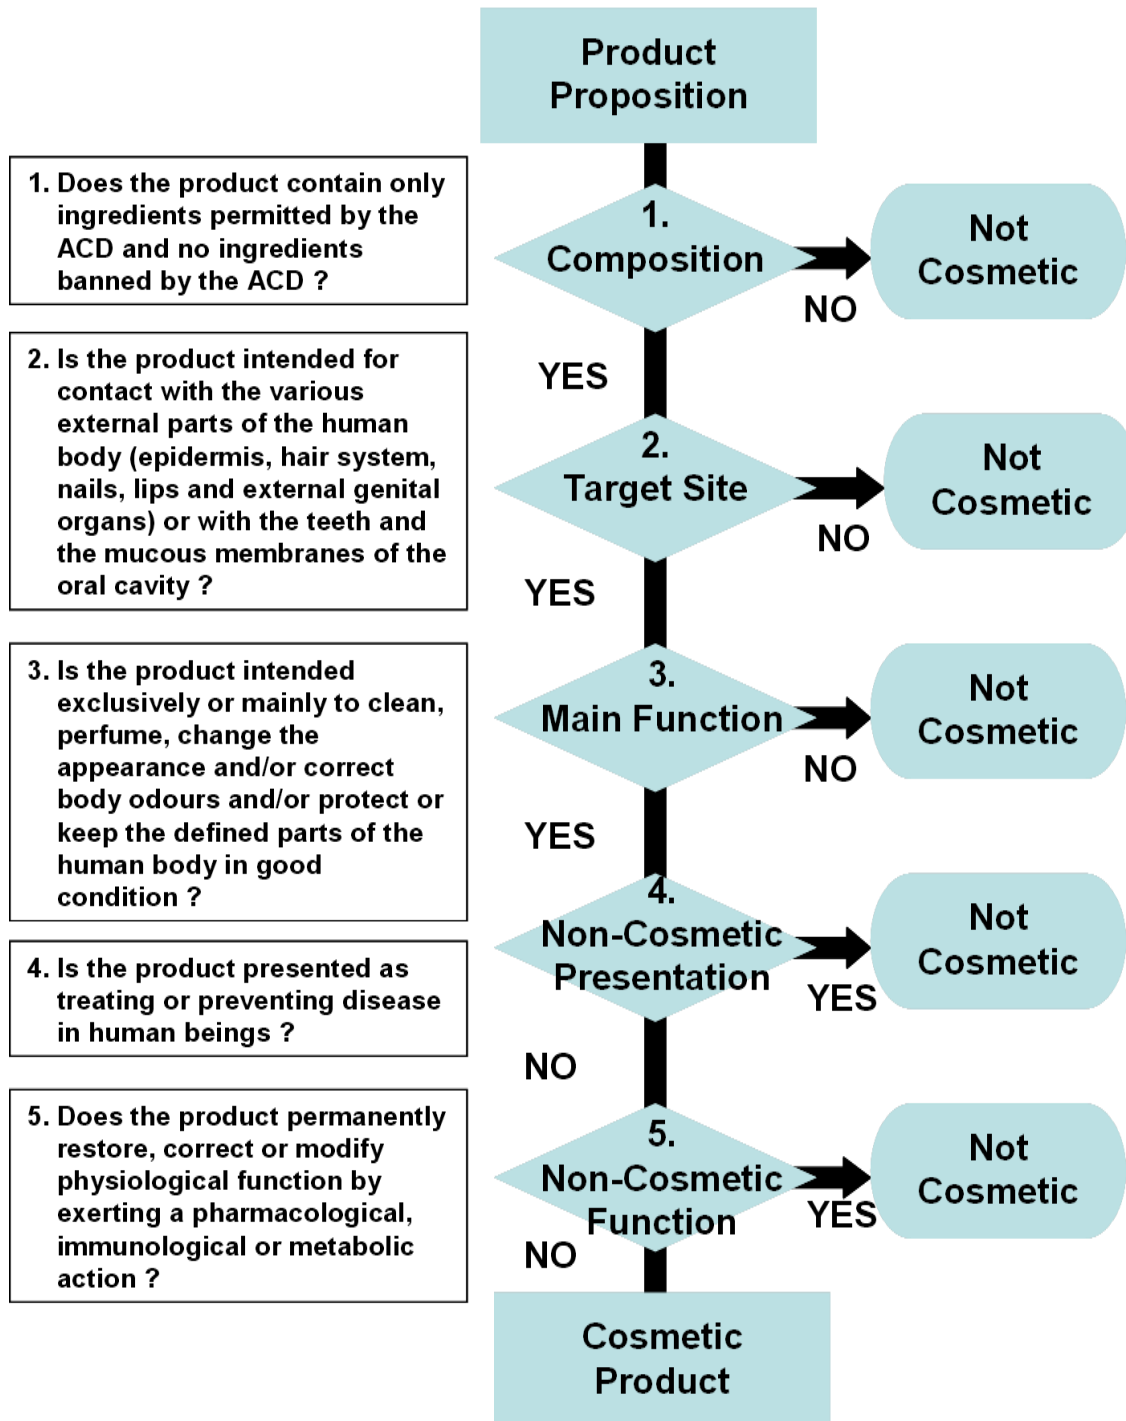 Product
Proposition
1. Does the product contain only
ingredients permitted by the
ACD and no ingredients
banned by the ACD ?
1.
Composition
Not
Cosmetic
NO
YES
2. Is the product intended for
contact with the various
external parts of the human
body (epidermis, hair system,
nails, lips and external genital
organs) or with the teeth and
the mucous membranes of the
oral cavity ?
2.
Target Site
Not
Cosmetic
NO
YES
3. Is the product intended
exclusively or mainly to clean,
perfume, change the
appearance and/or correct
body odours and/or protect or
keep the defined parts of the
human body in good
condition ?
3.
Main Function
Not
Cosmetic
NO
YES
4. Is the product presented as
treating or preventing disease
in human beings ?
4.
Non-Cosmetic
Presentation
Not
Cosmetic
YES
NO
5. Does the product permanently
restore, correct or modify
physiological function by
exerting a pharmacological,
immunological or metabolic
action ?
5.
Non-Cosmetic
Function
Not
Cosmetic
YES
NO
Cosmetic
Product